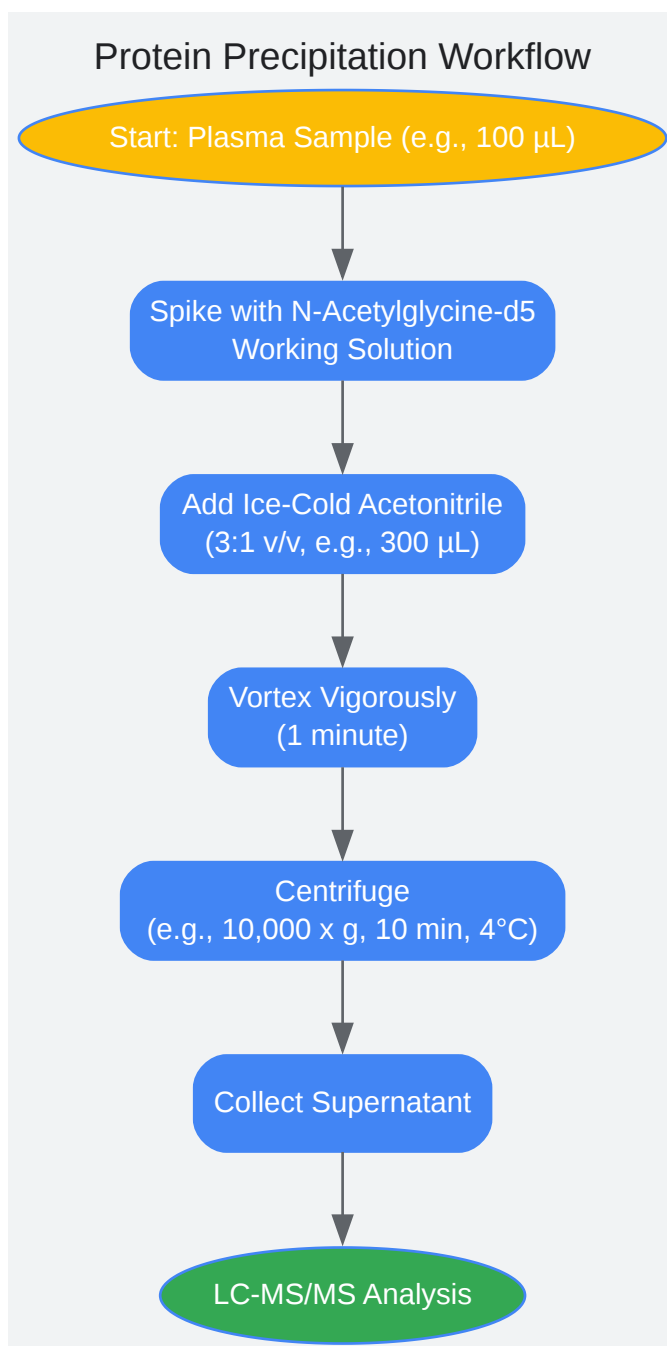 Protein Precipitation Workflow
Start: Plasma Sample (e.g., 100 µL)
Spike with N-Acetylglycine-d5
Working Solution
Add Ice-Cold Acetonitrile
(3:1 v/v, e.g., 300 µL)
Vortex Vigorously
(1 minute)
Centrifuge
(e.g., 10,000 x g, 10 min, 4°C)
Collect Supernatant
LC-MS/MS Analysis